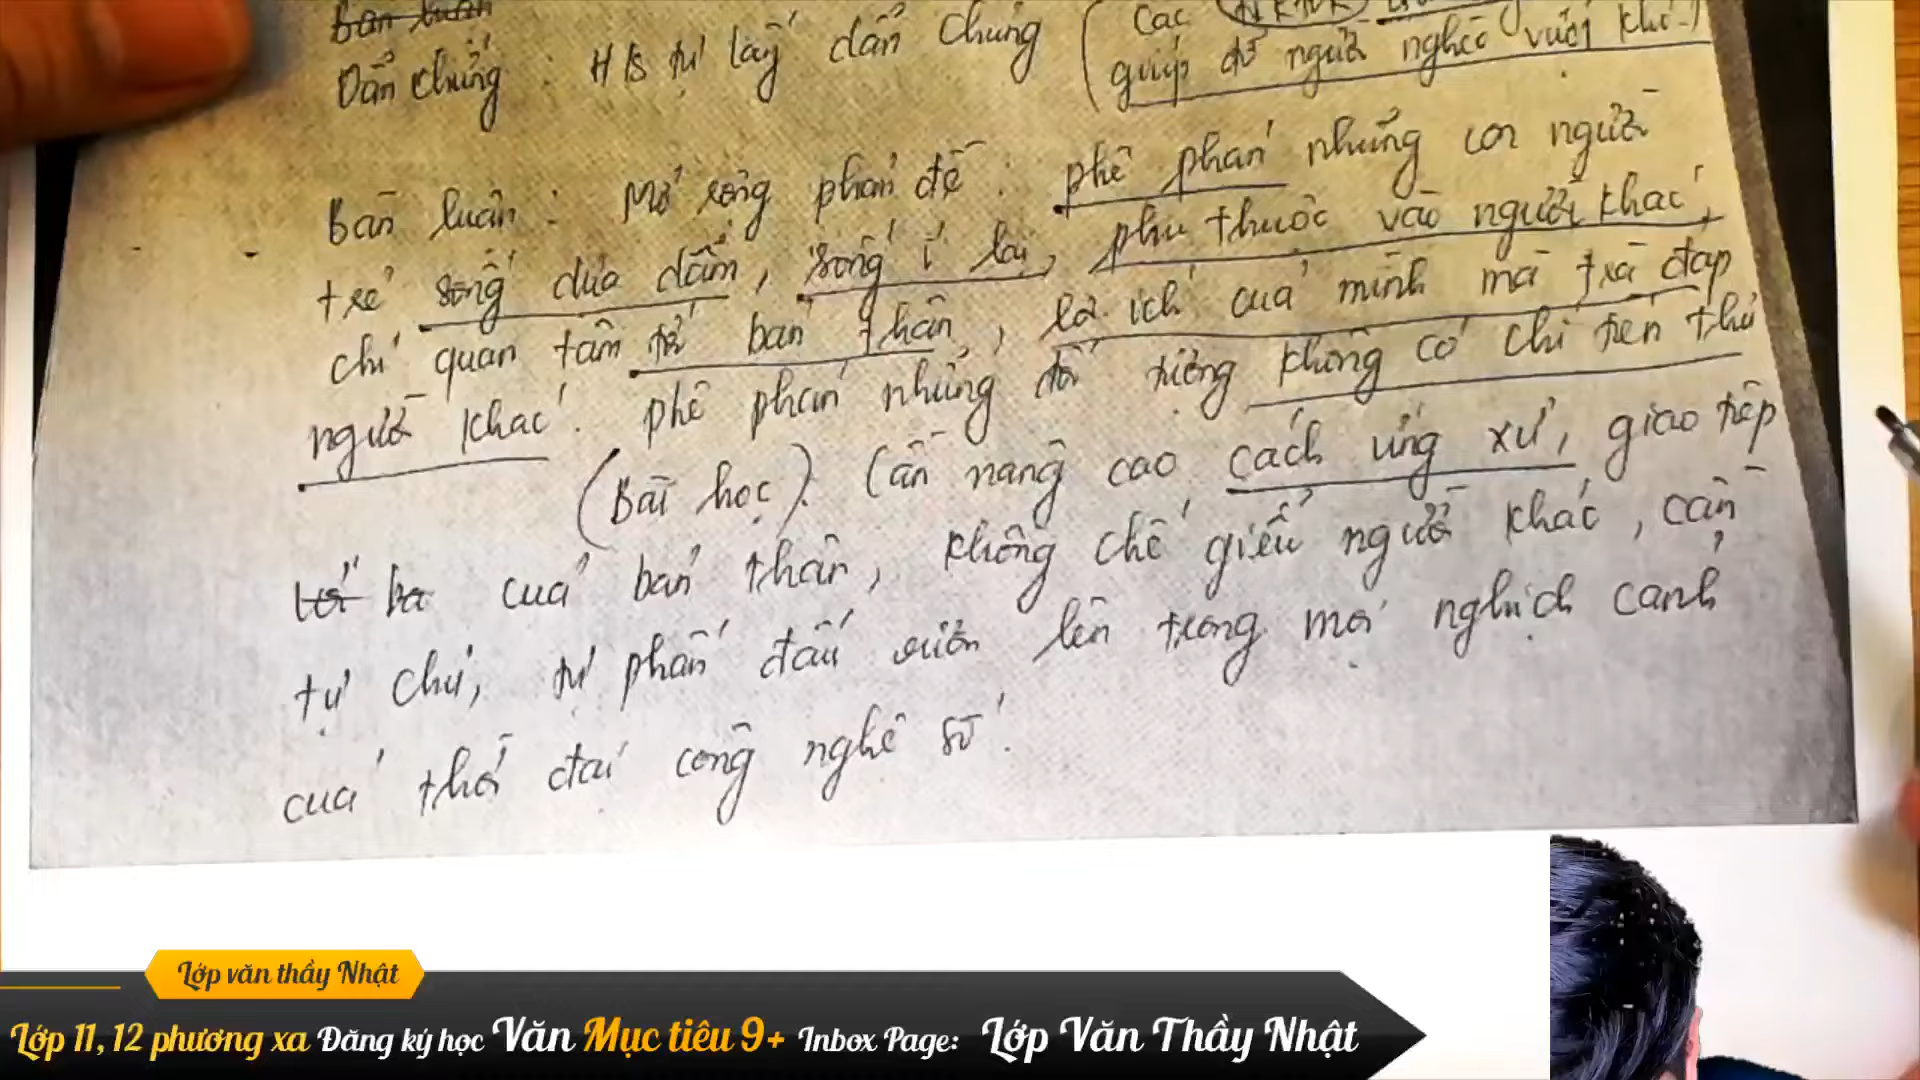 Bàn luận
Dẫn chứng : HS tự lấy dẫn chứng ( Các
giúp đỡ người nghèo vượt khó..)
Bàn luận : Mở rộng phản đề : phê phán những con người
trẻ sống dựa dẫm, sống ỉ lại, phụ thuộc vào người khác,
chỉ quan tâm tới bản thân, lợi ích của mình mà trà đạp
người khác. phê phán những đối tượng không có chí tiến thủ
(Bài học). Cần nâng cao cách ứng xử, giao tiếp
của bản thân, không chế giễu người khác, cần
tự chủ, tự phấn đấu vươn lên trong mọi nghịch cảnh
của thời đại công nghệ số.
Lớp văn thầy Nhật
Lớp 11, 12 phương xa Đăng ký học Văn Mục tiêu 9+ Inbox Page: Lớp Văn Thầy Nhật